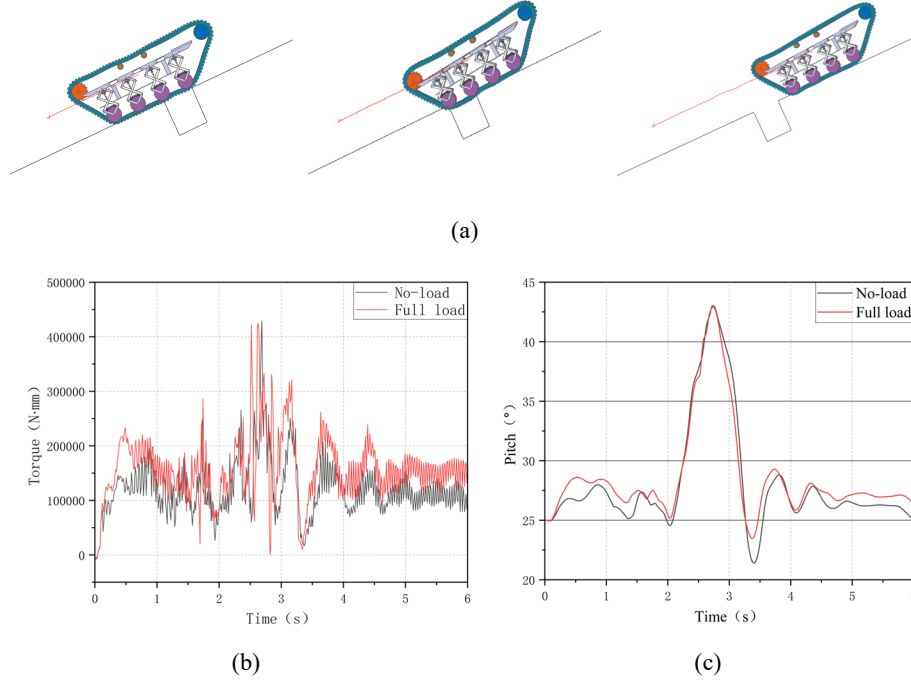 (a)
500000
400000
300000
200000
100000
0
Torque (N·mm)
No-load
Full load
0 1 2 3 4 5 6
Time (s)
(b)
45
40
35
30
25
20
Pitch (°)
No-load
Full load
0 1 2 3 4 5 6
Time (s)
(c)